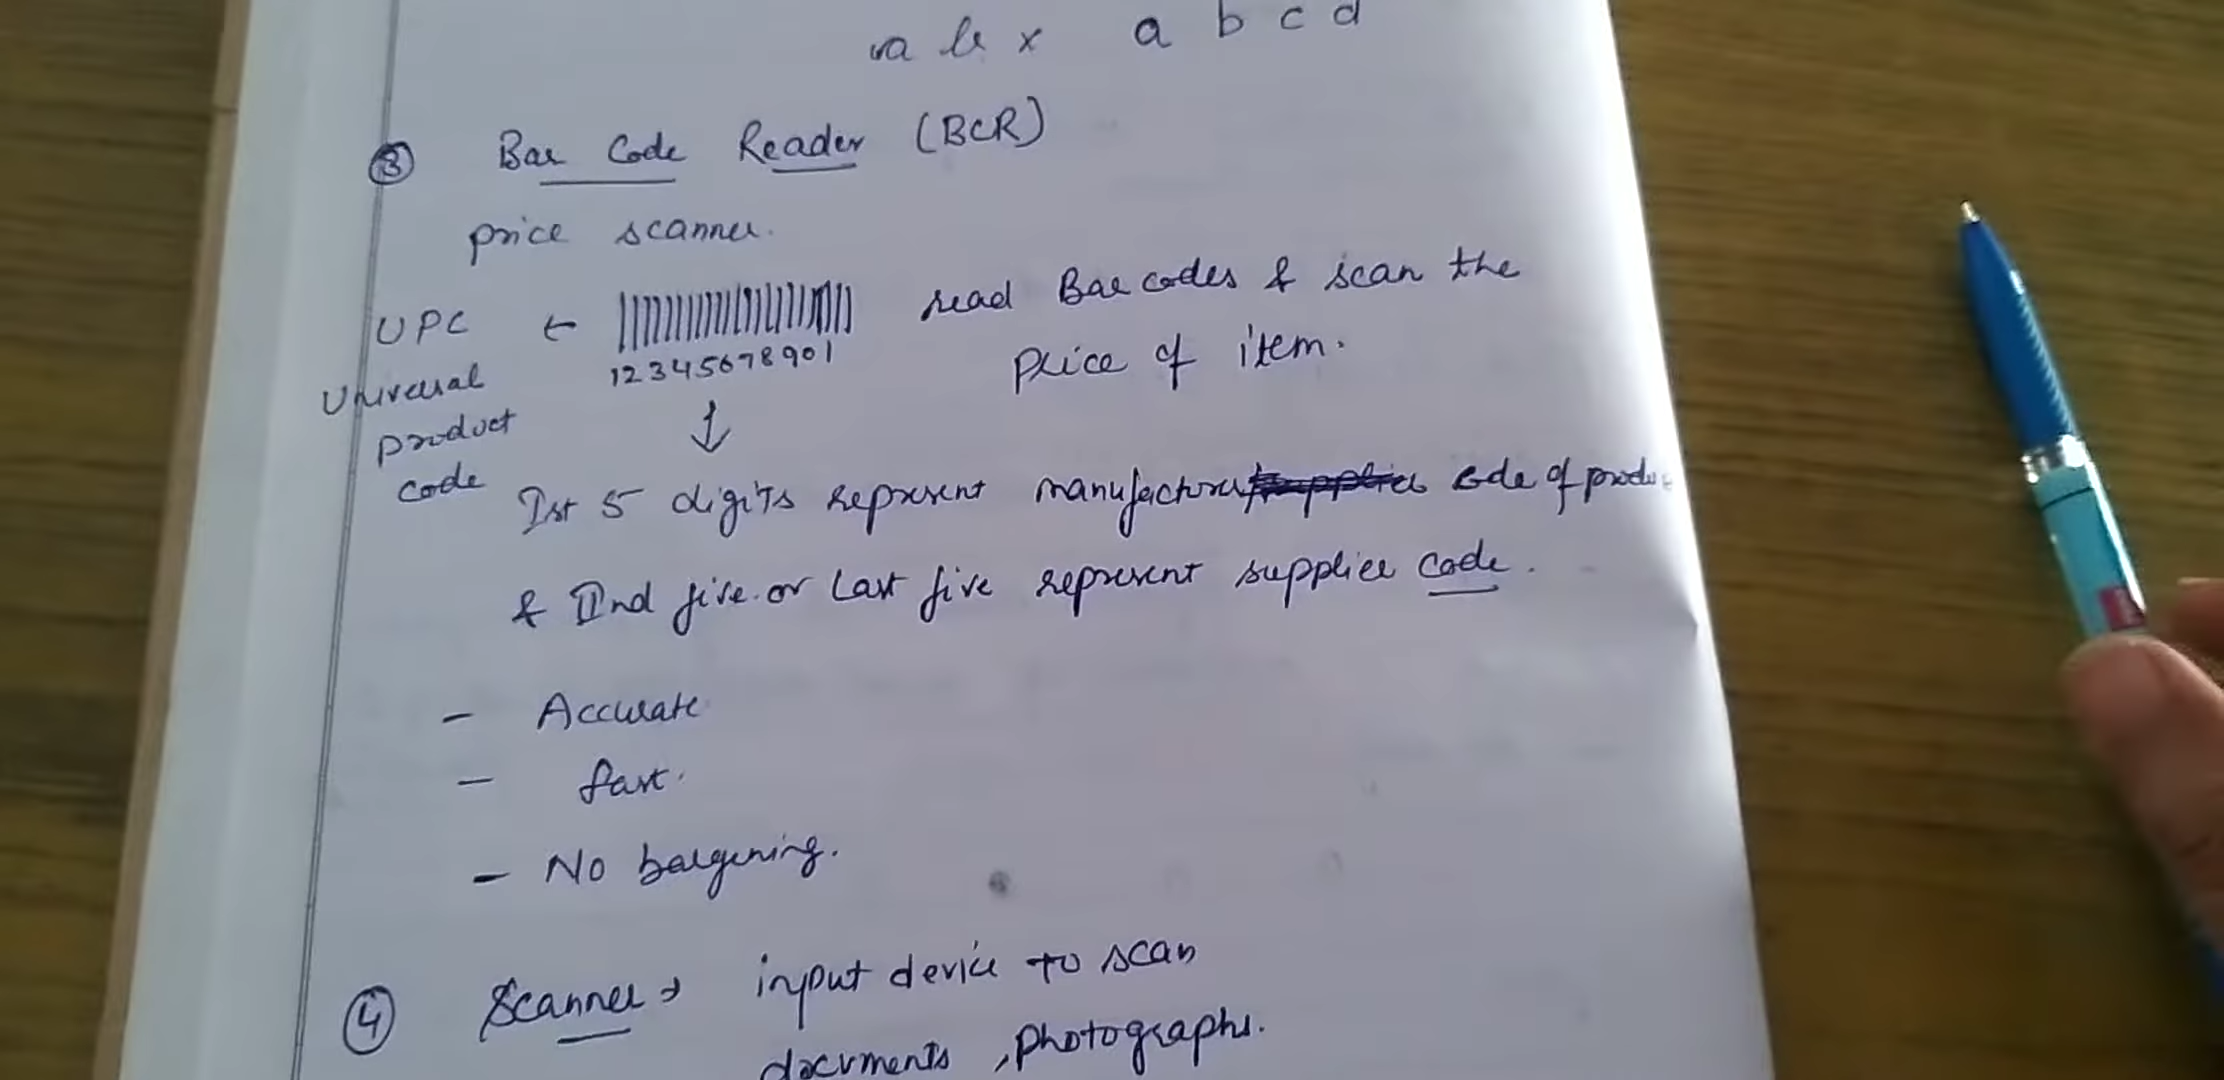 a b x a b c d
③ Bar Code Reader (BCR)
price scanner.
UPC ← read Bar codes & scan the
12345678901
Price of item.
Universal
product
code
↓
Ist 5 digits represent manufacturer code of produ
& IInd five or Last five represent supplier code.
- Accurate
- fast.
- No bargening.
④ Scanner → input device to scan
documents, photographs.